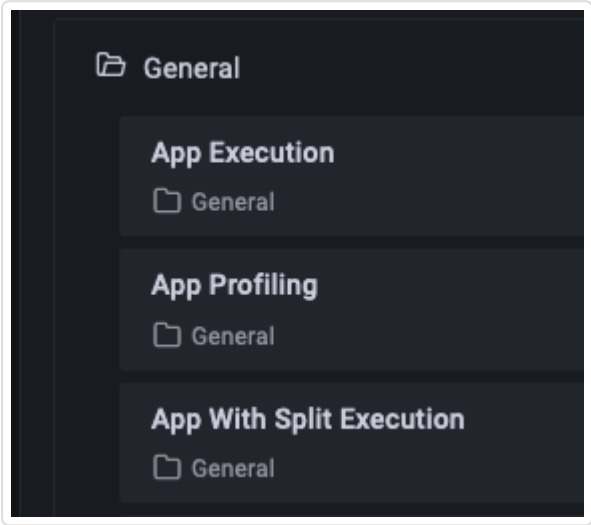 General
App Execution
General
App Profiling
General
App With Split Execution
General